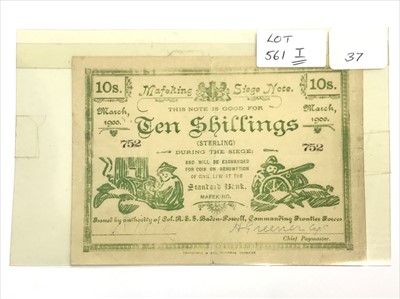 LOT
561 I
37
10s.
Mafeking Siege Note.
10s.
March,
1900.
THIS NOTE IS GOOD FOR
March,
1900.
Ten Shillings
752
(STERLING)
752
DURING THE SIEGE:
AND WILL BE EXCHANGED
FOR COIN ON RESUMPTION
OF CIVIL LAW AT THE
Standard Bank,
MAFEKING.
Issued by authority of Col. R. S. S. Baden-Powell, Commanding Frontier Forces
H Greener Capt
Chief Paymaster.